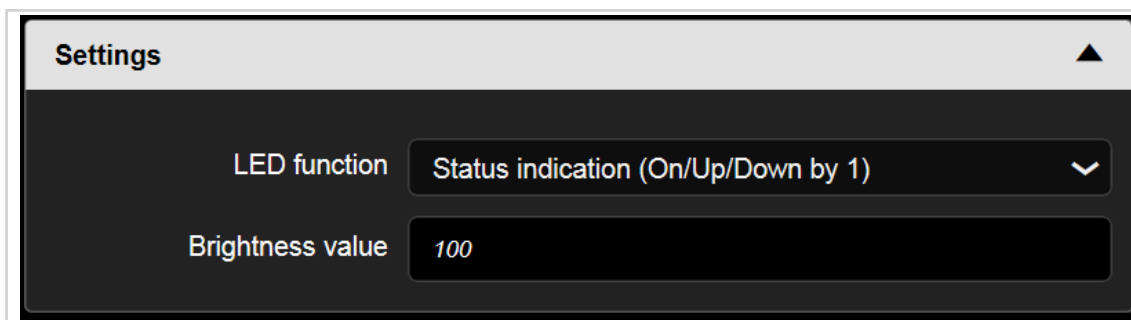 Settings
LED function
Status indication (On/Up/Down by 1)
Brightness value
100